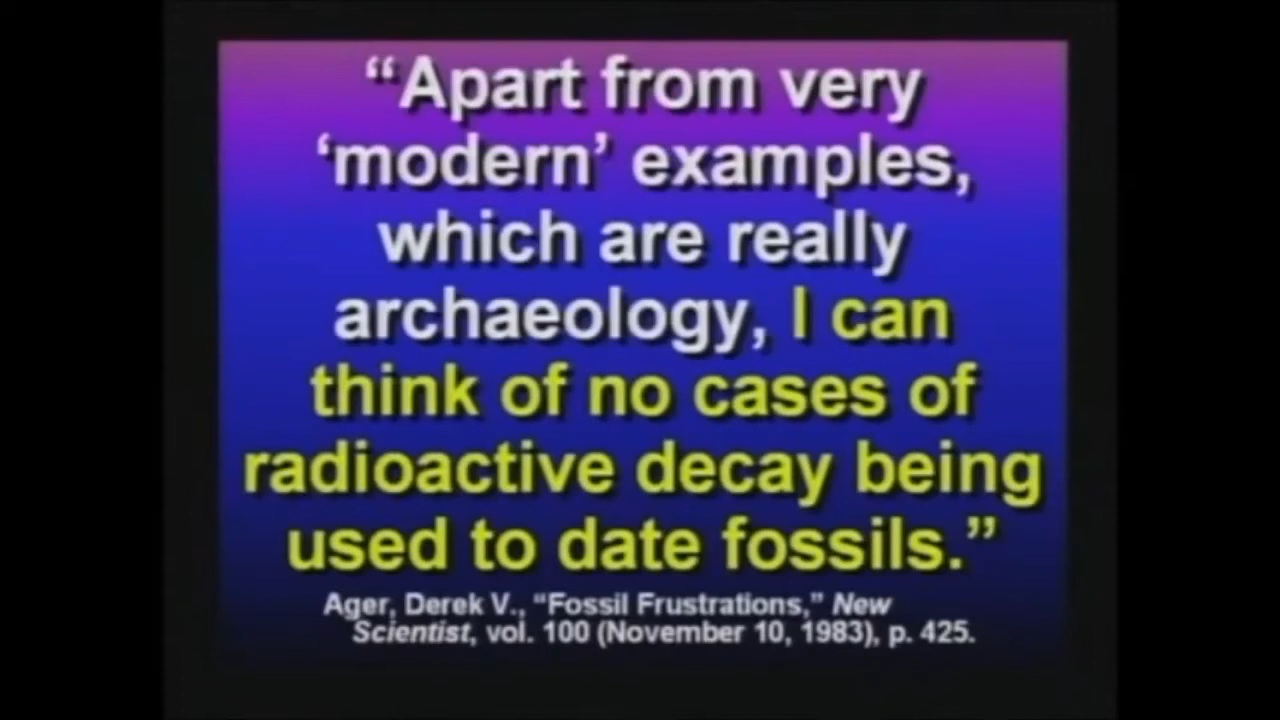 “Apart from very
‘modern’ examples,
which are really
archaeology, I can
think of no cases of
radioactive decay being
used to date fossils.”
Ager, Derek V., “Fossil Frustrations,” New
Scientist, vol. 100 (November 10, 1983), p. 425.